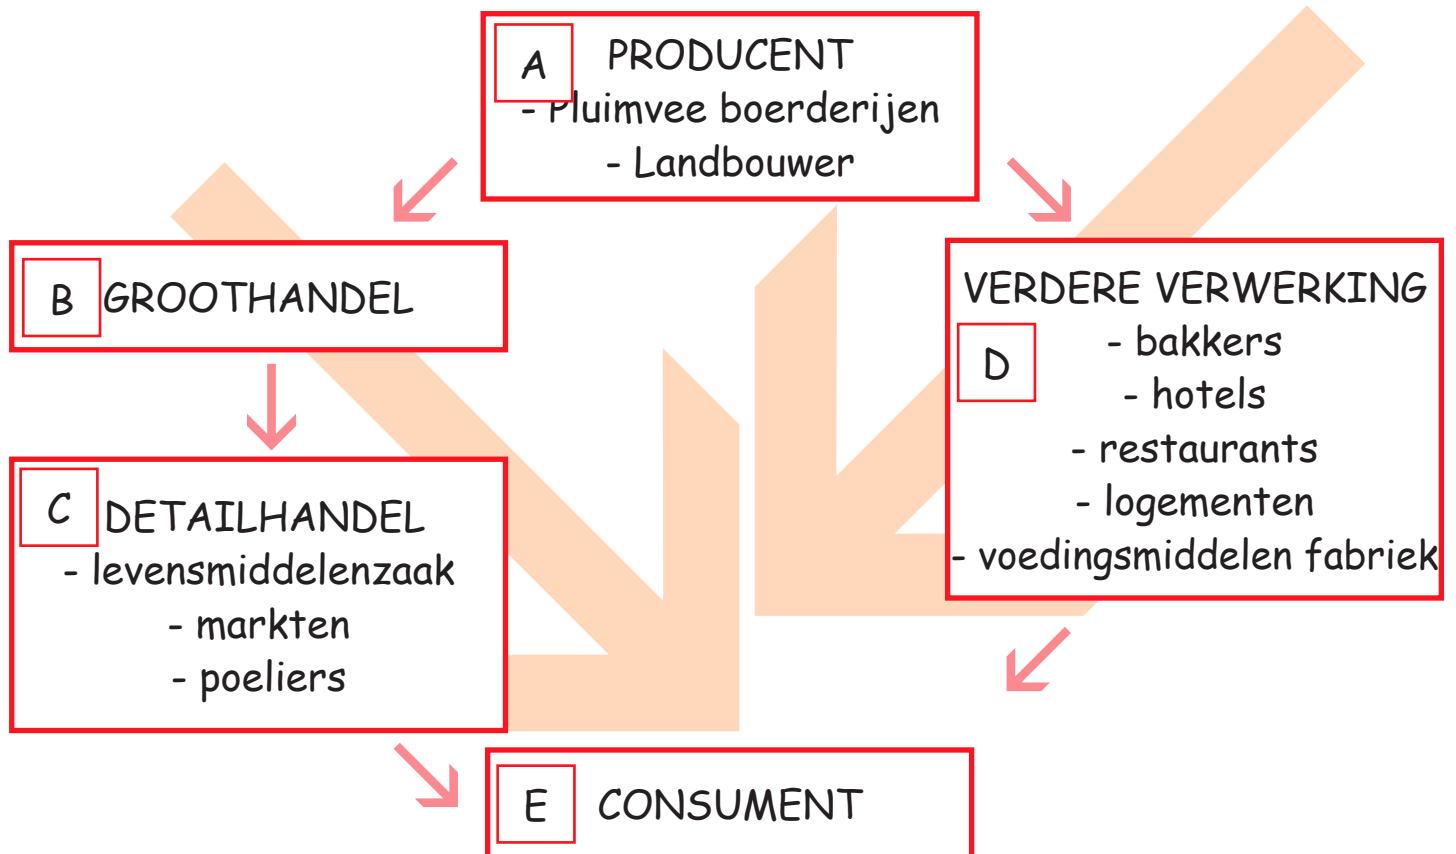 A
PRODUCENT
- Pluimvee boerderijen
- Landbouwer
B
GROOTHANDEL
VERDERE VERWERKING
D
- bakkers
- hotels
- restaurants
- logementen
- voedingsmiddelen fabriek
C
DETAILHANDEL
- levensmiddelenzaak
- markten
- poeliers
E
CONSUMENT